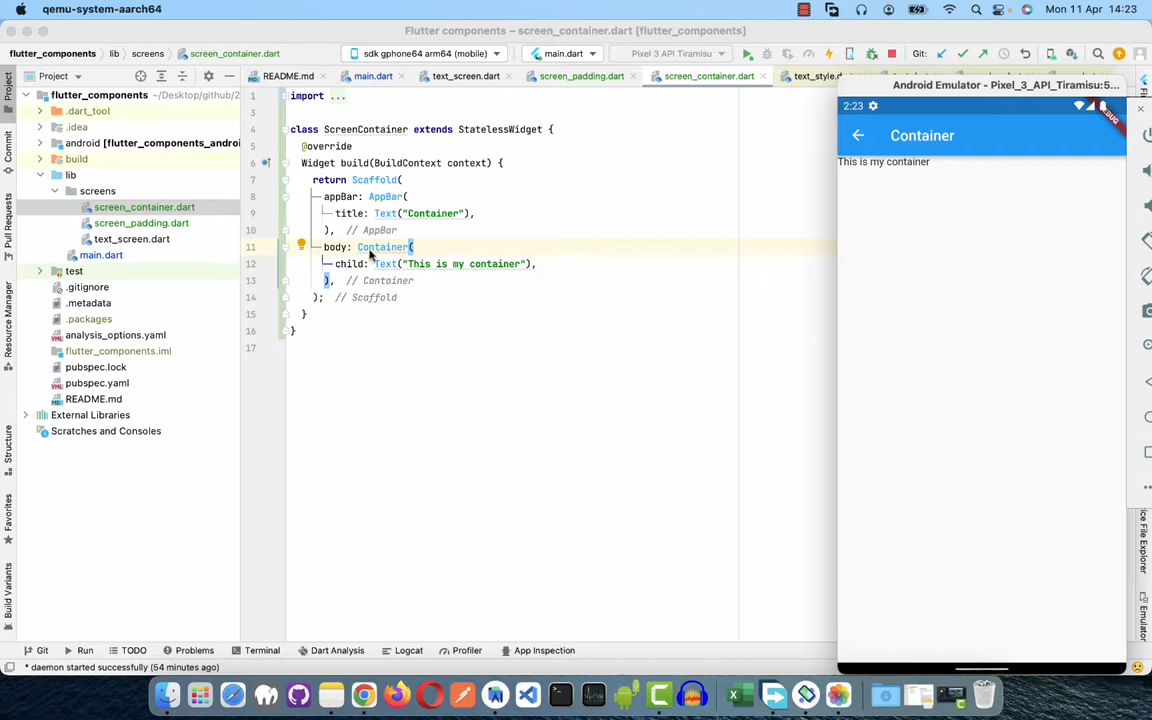 qemu-system-aarch64
Mon 11 Apr 14:23
Flutter components – screen_container.dart [flutter_components]
flutter_components
lib
screens
screen_container.dart
sdk gphone64 arm64 (mobile)
main.dart
Pixel 3 API Tiramisu
Git:
Project
README.md
main.dart
text_screen.dart
screen_padding.dart
screen_container.dart
text_style.d
Android Emulator - Pixel_3_API_Tiramisu:5...
flutter_components ~/Desktop/github/2
.dart_tool
.idea
android [flutter_components_androi
build
lib
screens
screen_container.dart
screen_padding.dart
text_screen.dart
main.dart
test
.gitignore
.metadata
.packages
analysis_options.yaml
flutter_components.iml
pubspec.lock
pubspec.yaml
README.md
External Libraries
Scratches and Consoles
Project
Commit
Pull Requests
Resource Manager
Structure
Favorites
Build Variants
1 import ...
3
4 class ScreenContainer extends StatelessWidget {
5 @override
6 Widget build(BuildContext context) {
7 return Scaffold(
8 appBar: AppBar(
9 title: Text("Container"),
10 ), // AppBar
11 body: Container(
12 child: Text("This is my container"),
13 ), // Container
14 ); // Scaffold
15 }
16 }
17
2:23
Container
This is my container
Git
Run
TODO
Problems
Terminal
Dart Analysis
Logcat
Profiler
App Inspection
* daemon started successfully (54 minutes ago)